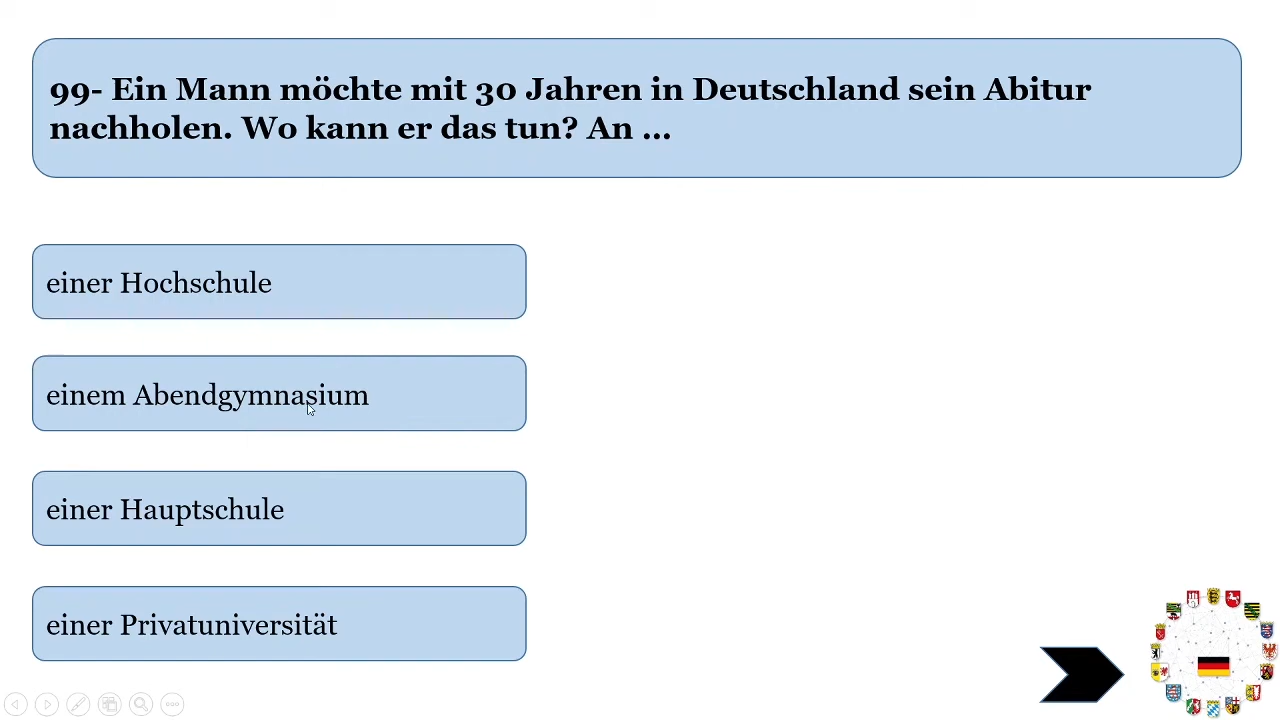 99- Ein Mann möchte mit 30 Jahren in Deutschland sein Abitur
nachholen. Wo kann er das tun? An ...
einer Hochschule
einem Abendgymnasium
einer Hauptschule
einer Privatuniversität